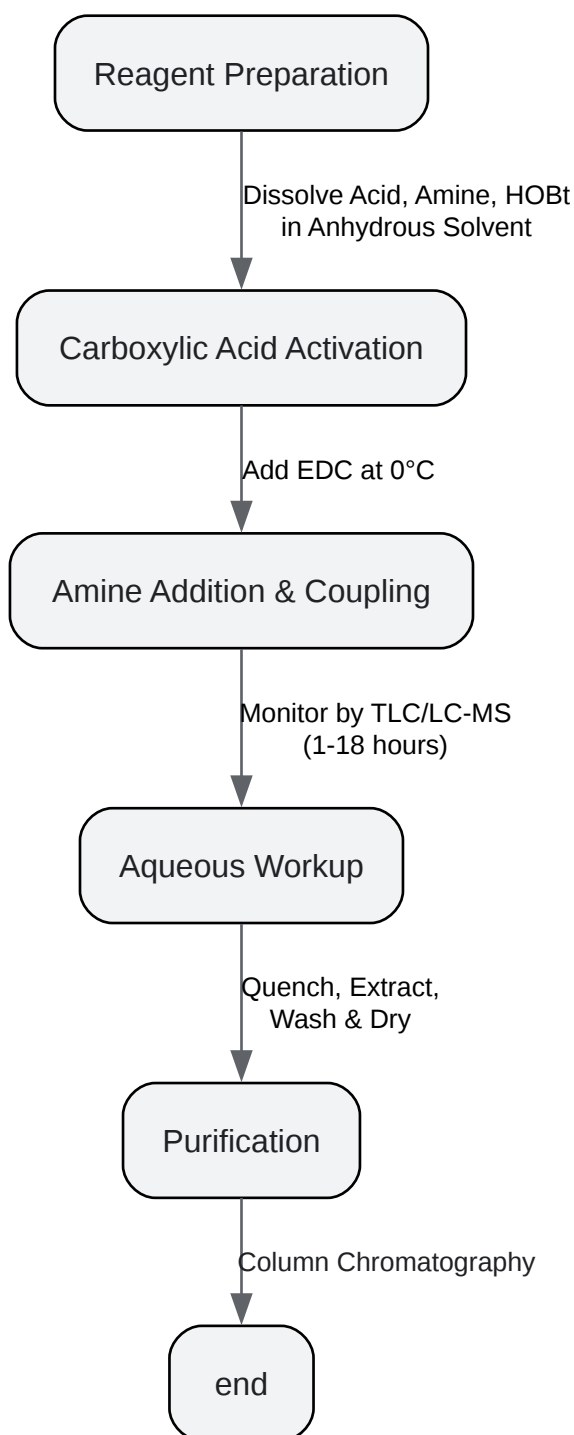 Reagent Preparation
Dissolve Acid, Amine, HOBt
in Anhydrous Solvent
Carboxylic Acid Activation
Add EDC at 0°C
Amine Addition & Coupling
Monitor by TLC/LC-MS
(1-18 hours)
Aqueous Workup
Quench, Extract,
Wash & Dry
Purification
Column Chromatography
end